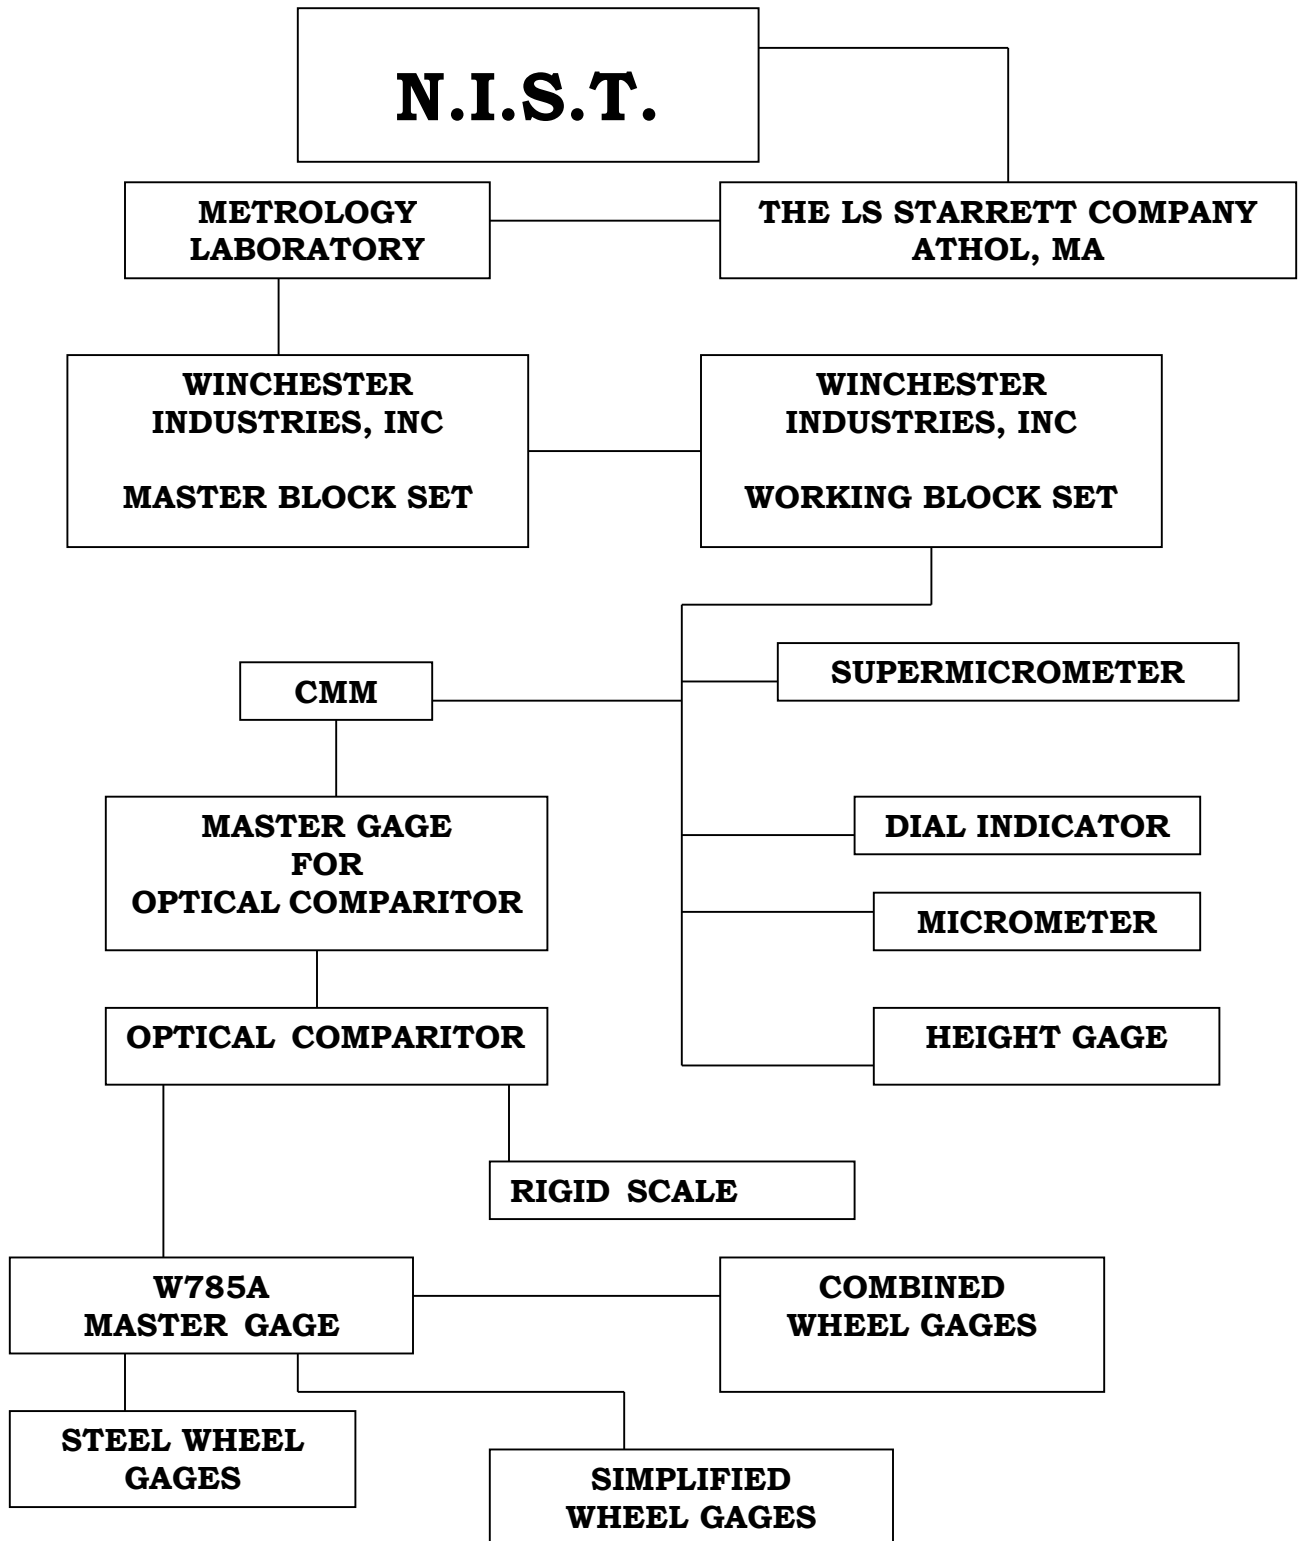 N.I.S.T.
METROLOGY
LABORATORY
THE LS STARRETT COMPANY
ATHOL, MA
WINCHESTER
INDUSTRIES, INC
MASTER BLOCK SET
WINCHESTER
INDUSTRIES, INC
WORKING BLOCK SET
CMM
SUPERMICROMETER
MASTER GAGE
FOR
OPTICAL COMPARITOR
DIAL INDICATOR
MICROMETER
OPTICAL COMPARITOR
HEIGHT GAGE
RIGID SCALE
W785A
MASTER GAGE
COMBINED
WHEEL GAGES
STEEL WHEEL
GAGES
SIMPLIFIED
WHEEL GAGES